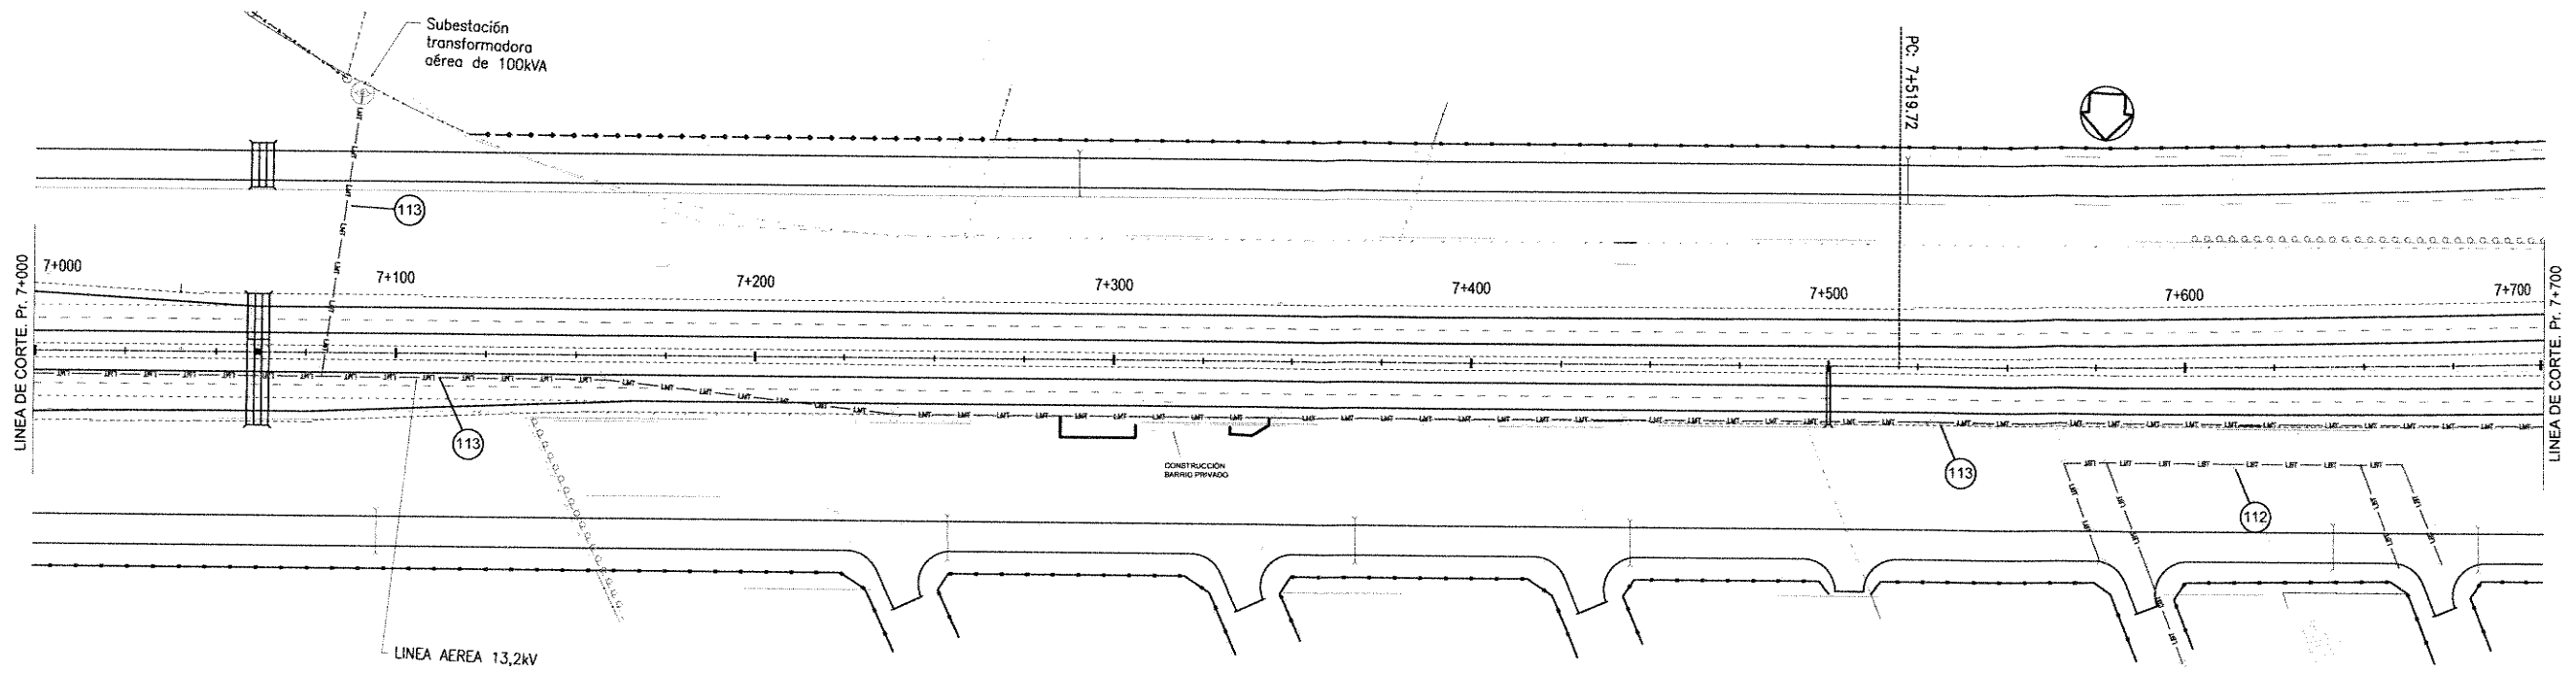 Subestación
transformadora
aérea de 100kVA
PC: 7+519.72
113
LINEA DE CORTE. Pr. 7+000
7+000
7+100
7+200
7+300
7+400
7+500
7+600
7+700
LINEA DE CORTE. Pr. 7+700
LMT
113
CONSTRUCCIÓN
BARRIO PRIVADO
113
LBT
112
LINEA AEREA 13,2kV